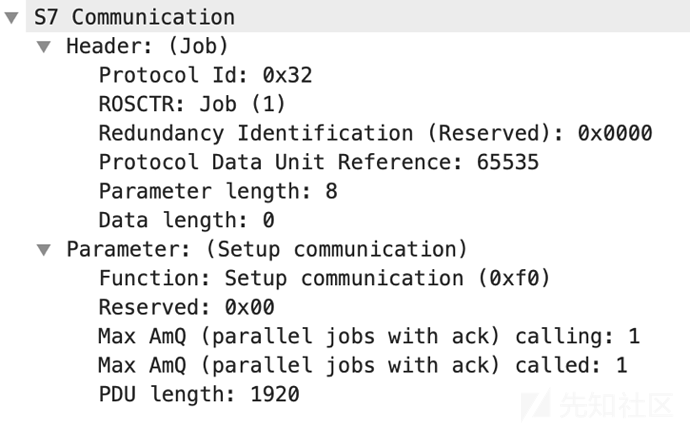 S7 Communication
Header: (Job)
Protocol Id: 0x32
ROSCTR: Job (1)
Redundancy Identification (Reserved): 0x0000
Protocol Data Unit Reference: 65535
Parameter length: 8
Data length: 0
Parameter: (Setup communication)
Function: Setup communication (0xf0)
Reserved: 0x00
Max AmQ (parallel jobs with ack) calling: 1
Max AmQ (parallel jobs with ack) called: 1
PDU length: 1920
先知社区